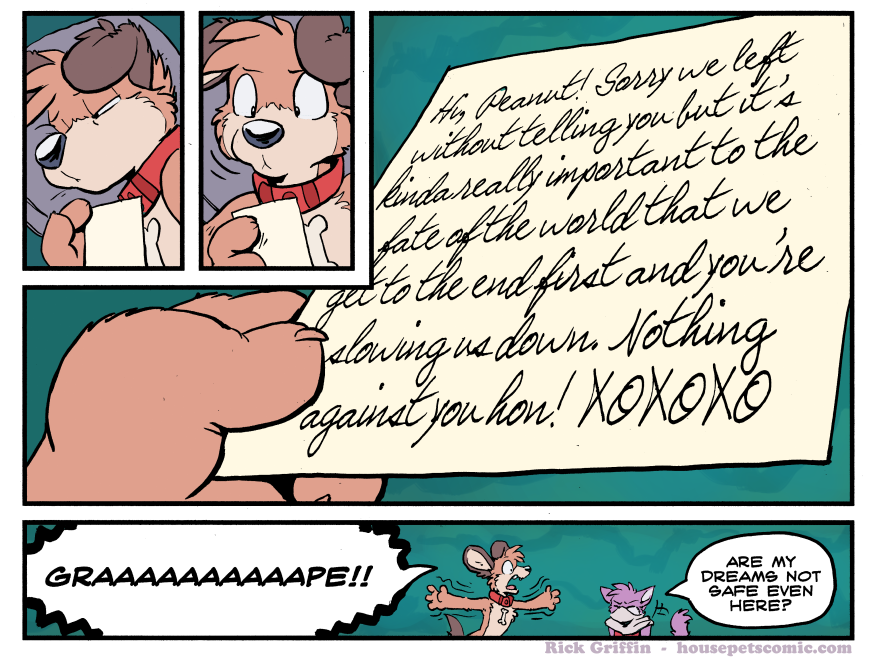 Hi, Peanut! Sorry we left
without telling you but it's
kinda really important to the
fate of the world that we
get to the end first and you're
slowing us down. Nothing
against you hon! XOXOXO
GRAAAAAAAAAAAPE!!
ARE MY
DREAMS NOT
SAFE EVEN
HERE?
Rick Griffin - housepetscomic.com